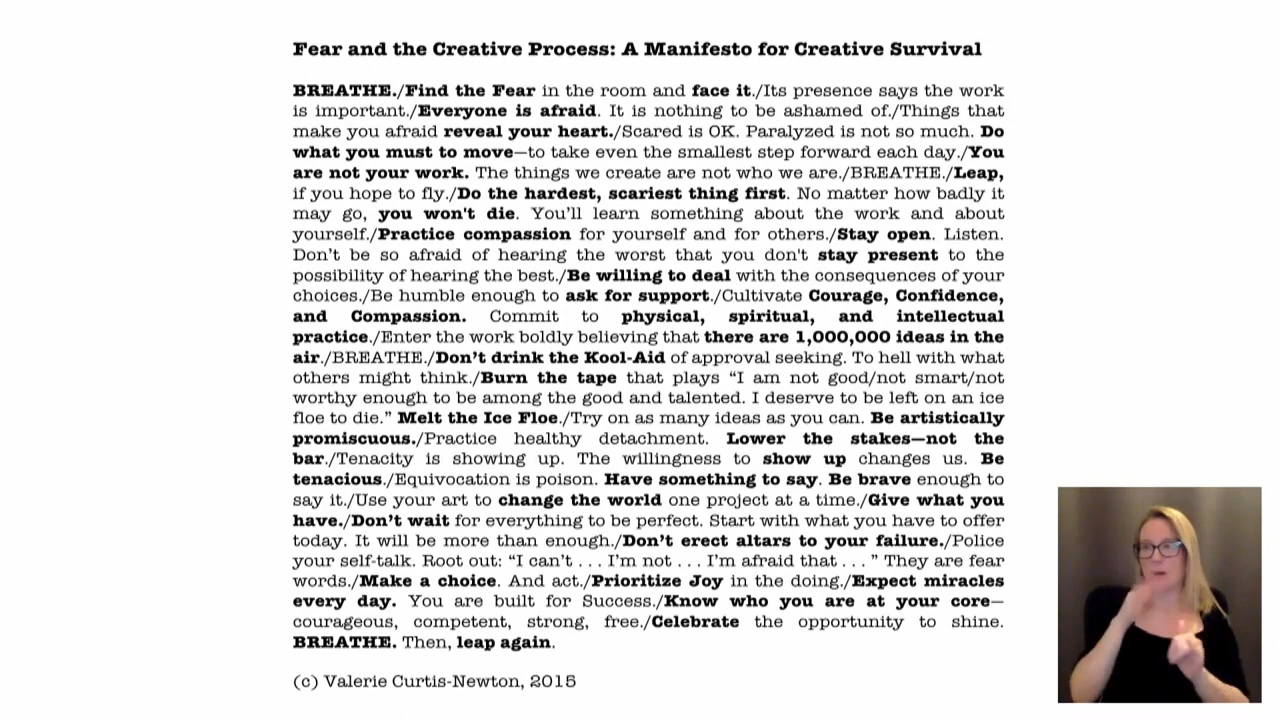 Fear and the Creative Process: A Manifesto for Creative Survival
BREATHE./Find the Fear in the room and face it./Its presence says the work
is important./Everyone is afraid. It is nothing to be ashamed of./Things that
make you afraid reveal your heart./Scared is OK. Paralyzed is not so much. Do
what you must to move—to take even the smallest step forward each day./You
are not your work. The things we create are not who we are./BREATHE./Leap,
if you hope to fly./Do the hardest, scariest thing first. No matter how badly it
may go, you won't die. You’ll learn something about the work and about
yourself./Practice compassion for yourself and for others./Stay open. Listen.
Don’t be so afraid of hearing the worst that you don't stay present to the
possibility of hearing the best./Be willing to deal with the consequences of your
choices./Be humble enough to ask for support./Cultivate Courage, Confidence,
and Compassion. Commit to physical, spiritual, and intellectual
practice./Enter the work boldly believing that there are 1,000,000 ideas in the
air./BREATHE./Don’t drink the Kool-Aid of approval seeking. To hell with what
others might think./Burn the tape that plays “I am not good/not smart/not
worthy enough to be among the good and talented. I deserve to be left on an ice
floe to die.” Melt the Ice Floe./Try on as many ideas as you can. Be artistically
promiscuous./Practice healthy detachment. Lower the stakes—not the
bar./Tenacity is showing up. The willingness to show up changes us. Be
tenacious./Equivocation is poison. Have something to say. Be brave enough to
say it./Use your art to change the world one project at a time./Give what you
have./Don’t wait for everything to be perfect. Start with what you have to offer
today. It will be more than enough./Don’t erect altars to your failure./Police
your self-talk. Root out: “I can’t . . . I’m not . . . I’m afraid that . . . ” They are fear
words./Make a choice. And act./Prioritize Joy in the doing./Expect miracles
every day. You are built for Success./Know who you are at your core—
courageous, competent, strong, free./Celebrate the opportunity to shine.
BREATHE. Then, leap again.
(c) Valerie Curtis-Newton, 2015